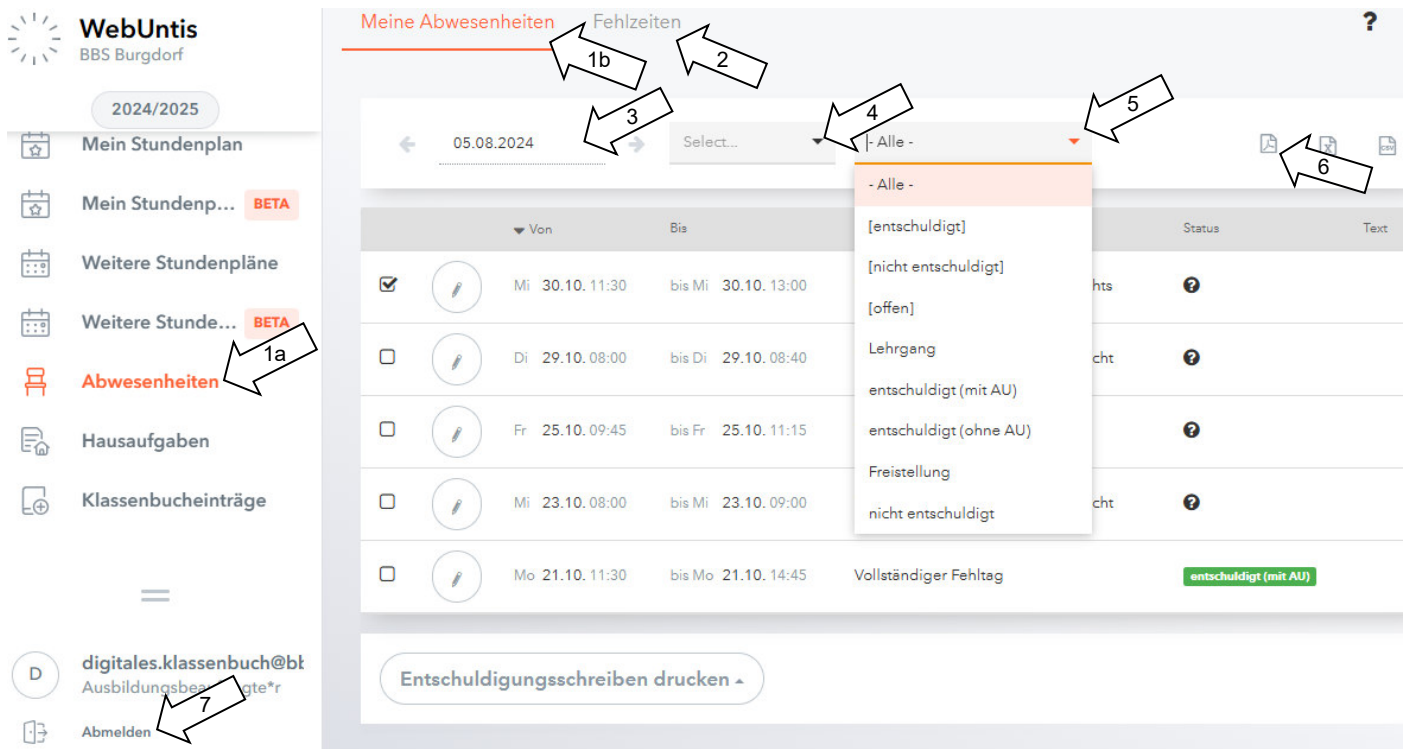 WebUntis
BBS Burgdorf
2024/2025
Mein Stundenplan
Mein Stundenp... BETA
Weitere Stundenpläne
Weitere Stunde... BETA
1a
Abwesenheiten
Hausaufgaben
Klassenbucheinträge
D
digitales.klassenbuch@bb
Ausbildungsbeauftragte*r
7
Abmelden
Meine Abwesenheiten Fehlzeiten ?
1b 2
05.08.2024 3 Select... 4 - Alle - 5
6
CSV
- Alle -
[entschuldigt]
[nicht entschuldigt]
[offen]
Lehrgang
entschuldigt (mit AU)
entschuldigt (ohne AU)
Freistellung
nicht entschuldigt
Von Bis Status Text
Mi 30.10. 11:30 bis Mi 30.10. 13:00 hts ?
Di 29.10. 08:00 bis Di 29.10. 08:40 cht ?
Fr 25.10. 09:45 bis Fr 25.10. 11:15 ?
Mi 23.10. 08:00 bis Mi 23.10. 09:00 cht ?
Mo 21.10. 11:30 bis Mo 21.10. 14:45 Vollständiger Fehltag entschuldigt (mit AU)
Entschuldigungsschreiben drucken